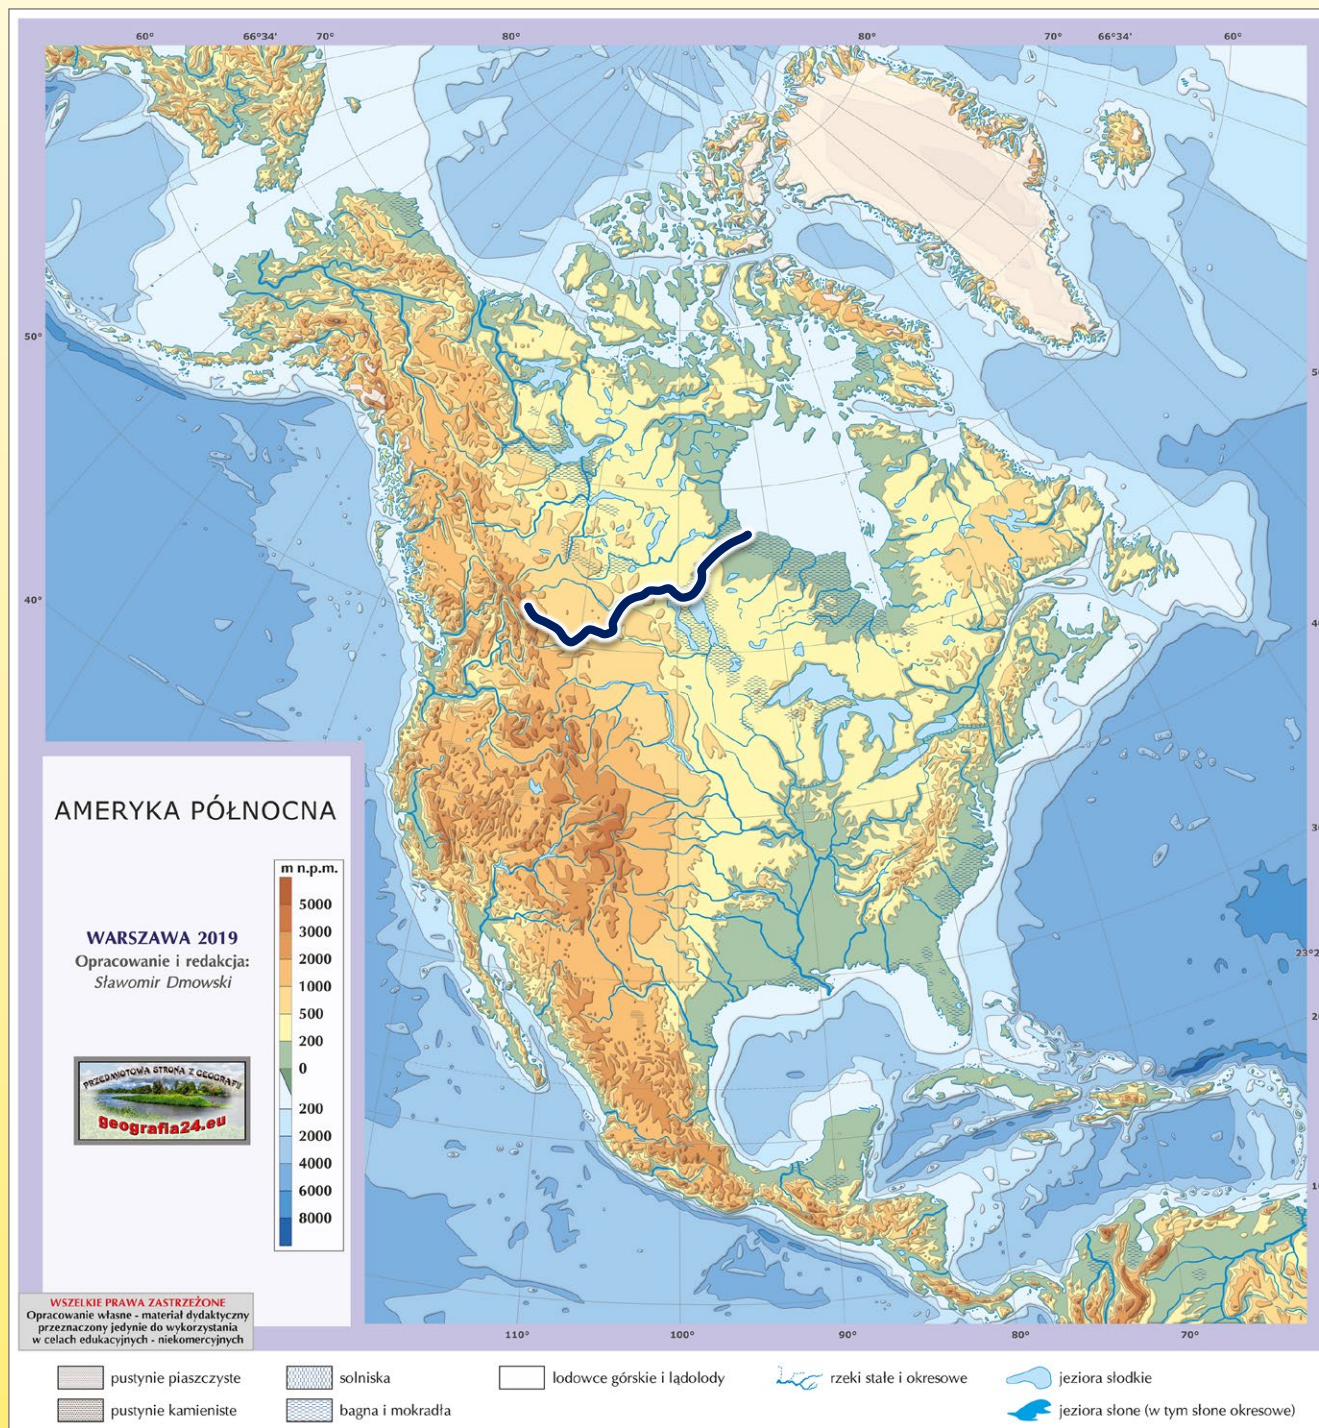 60° 66°34' 70° 80° 80° 70° 66°34' 60°
50°
40°
AMERYKA PÓŁNOCNA
WARSZAWA 2019
Opracowanie i redakcja:
Sławomir Dmowski
PRZEDMIOTOWA STRONA Z GEOGRAFII
geografia24.eu
m n.p.m.
5000
3000
2000
1000
500
200
0
200
2000
4000
6000
8000
WSZELKIE PRAWA ZASTRZEŻONE
Opracowanie własne - materiał dydaktyczny
przeznaczony jedynie do wykorzystania
w celach edukacyjnych - niekomercyjnych
110° 100° 90° 80° 70°
pustynie piaszczyste solniska lodowce górskie i lądolody rzeki stałe i okresowe jeziora słodkie
pustynie kamieniste bagna i mokradła jeziora słone (w tym słone okresowe)